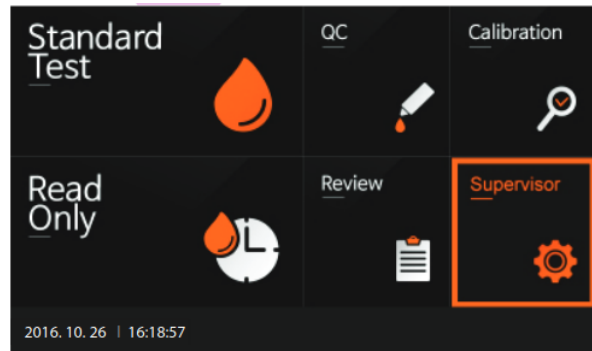 Standard
Test
QC
Calibration
Read
Only
Review
Supervisor
2016. 10. 26 | 16:18:57